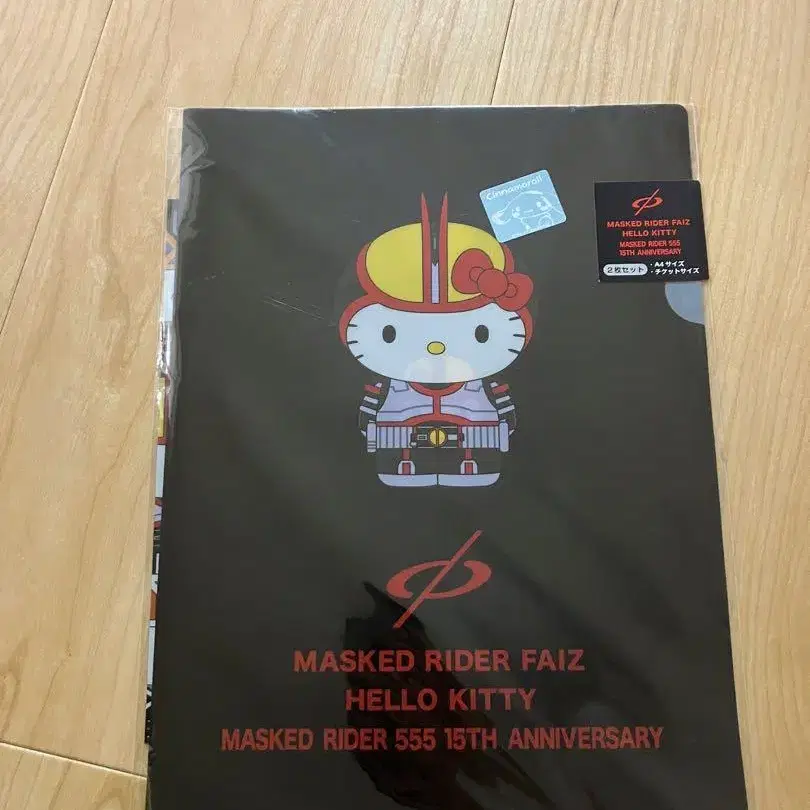 cinnamoroll
MASKED RIDER FAIZ
HELLO KITTY
MASKED RIDER 555
15TH ANNIVERSARY
2枚セット
・A4サイズ
・チケットサイズ
MASKED RIDER FAIZ
HELLO KITTY
MASKED RIDER 555 15TH ANNIVERSARY